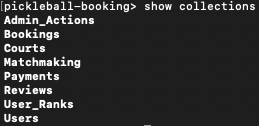 [pickleball-booking> show collections
Admin_Actions
Bookings
Courts
Matchmaking
Payments
Reviews
User_Ranks
Users